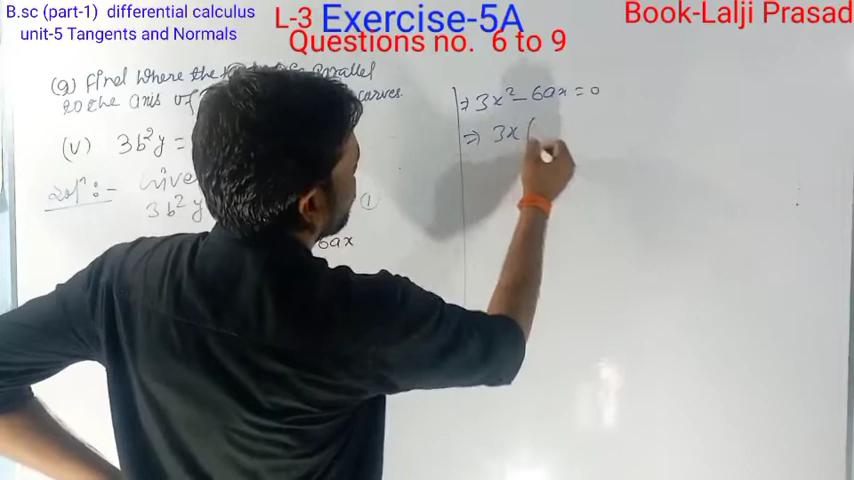 B.sc (part-1) differential calculus
unit-5 Tangents and Normals
L-3 Exercise-5A
Book-Lalji Prasad
Questions no. 6 to 9
(9) Find where the parallel
to the axis of curves.
(v) 3b²y =
Solⁿ:-
3b²y ①
6ax
⇒ 3x² - 6ax = 0
⇒ 3x (